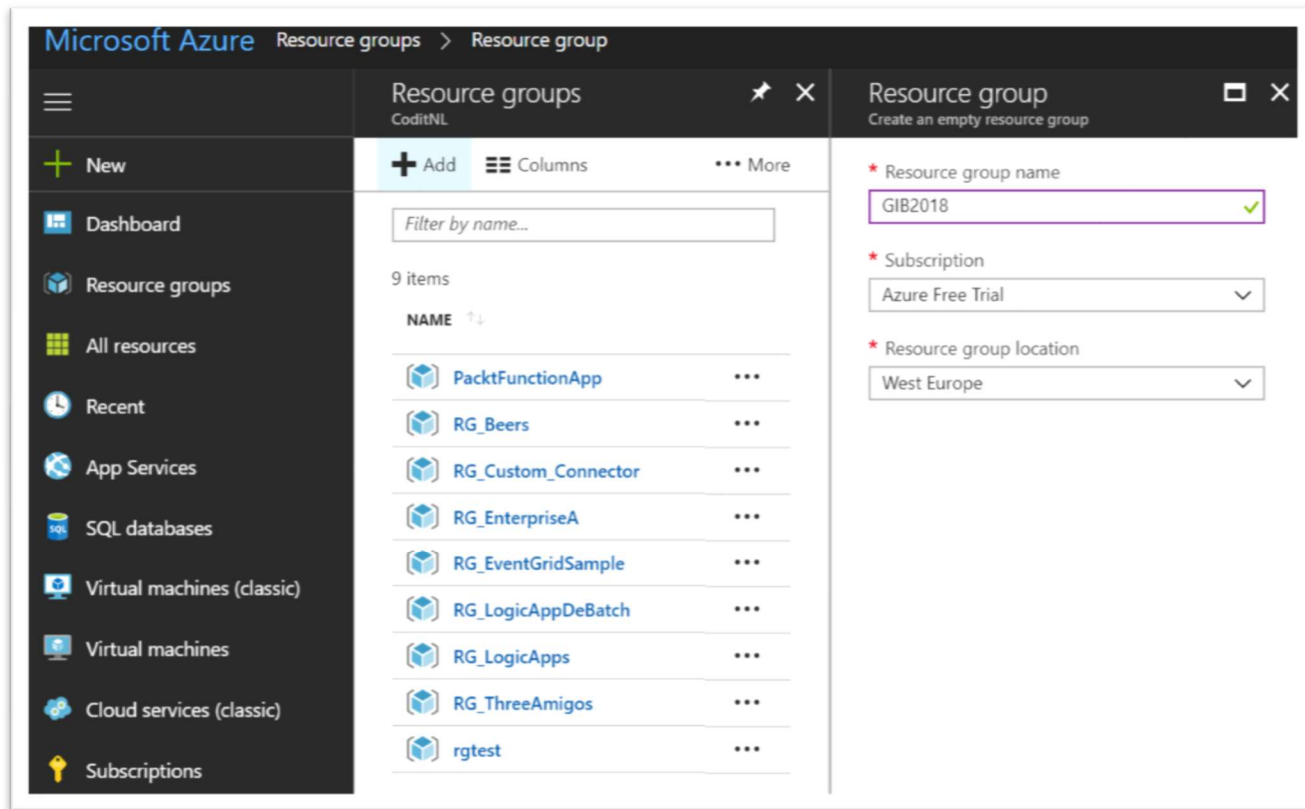 Microsoft Azure Resource groups > Resource group
Resource groups
CoditNL
Resource group
Create an empty resource group
New
Dashboard
Resource groups
All resources
Recent
App Services
SQL
SQL databases
Virtual machines (classic)
Virtual machines
Cloud services (classic)
Subscriptions
Add Columns ••• More
Filter by name...
9 items
NAME
PacktFunctionApp •••
RG_Beers •••
RG_Custom_Connector •••
RG_EnterpriseA •••
RG_EventGridSample •••
RG_LogicAppDeBatch •••
RG_LogicApps •••
RG_ThreeAmigos •••
rgtest •••
* Resource group name
GIB2018
* Subscription
Azure Free Trial
* Resource group location
West Europe